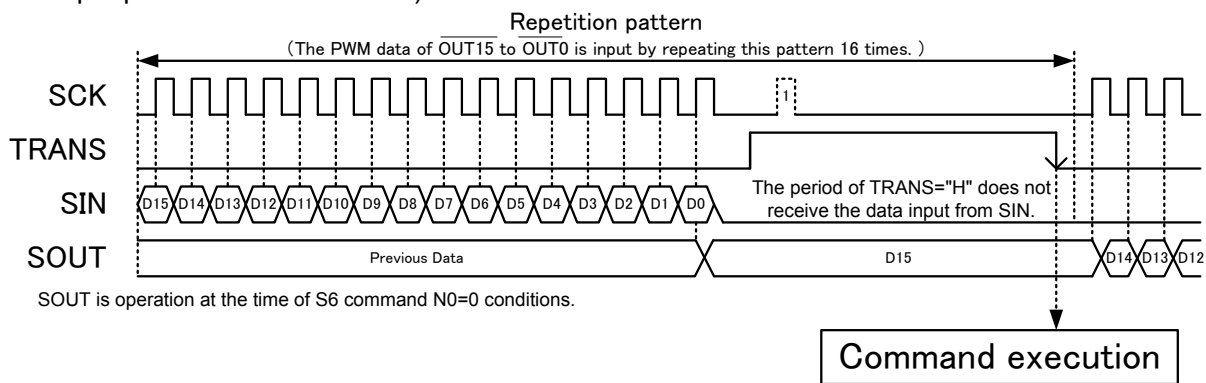 Repetition pattern
(The PWM data of OUT15 to OUT0 is input by repeating this pattern 16 times. )
SCK
1
TRANS
SIN
D15 D14 D13 D12 D11 D10 D9 D8 D7 D6 D5 D4 D3 D2 D1 D0
The period of TRANS="H" does not
receive the data input from SIN.
SOUT
Previous Data
D15
D14 D13 D12
SOUT is operation at the time of S6 command N0=0 conditions.
Command execution